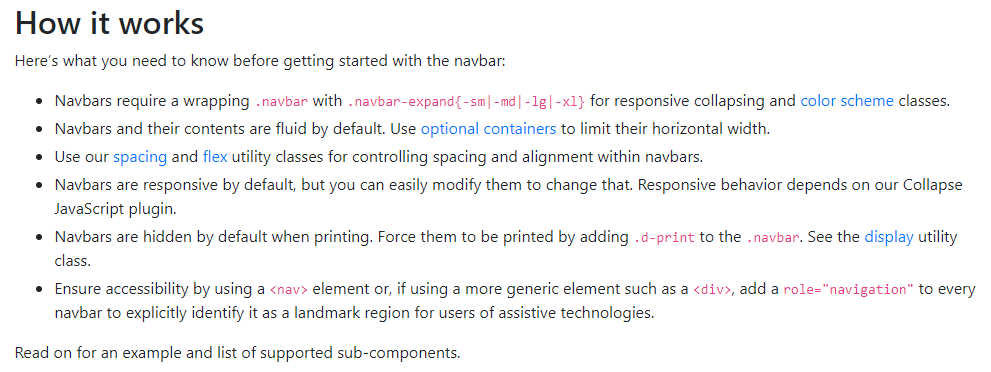 How it works
Here's what you need to know before getting started with the navbar:
• Navbars require a wrapping .navbar with .navbar-expand{-sm|-md|-lg|-xl} for responsive collapsing and color scheme classes.
• Navbars and their contents are fluid by default. Use optional containers to limit their horizontal width.
• Use our spacing and flex utility classes for controlling spacing and alignment within navbars.
• Navbars are responsive by default, but you can easily modify them to change that. Responsive behavior depends on our Collapse
JavaScript plugin.
• Navbars are hidden by default when printing. Force them to be printed by adding .d-print to the .navbar. See the display utility
class.
• Ensure accessibility by using a <nav> element or, if using a more generic element such as a <div>, add a role="navigation" to every
navbar to explicitly identify it as a landmark region for users of assistive technologies.
Read on for an example and list of supported sub-components.